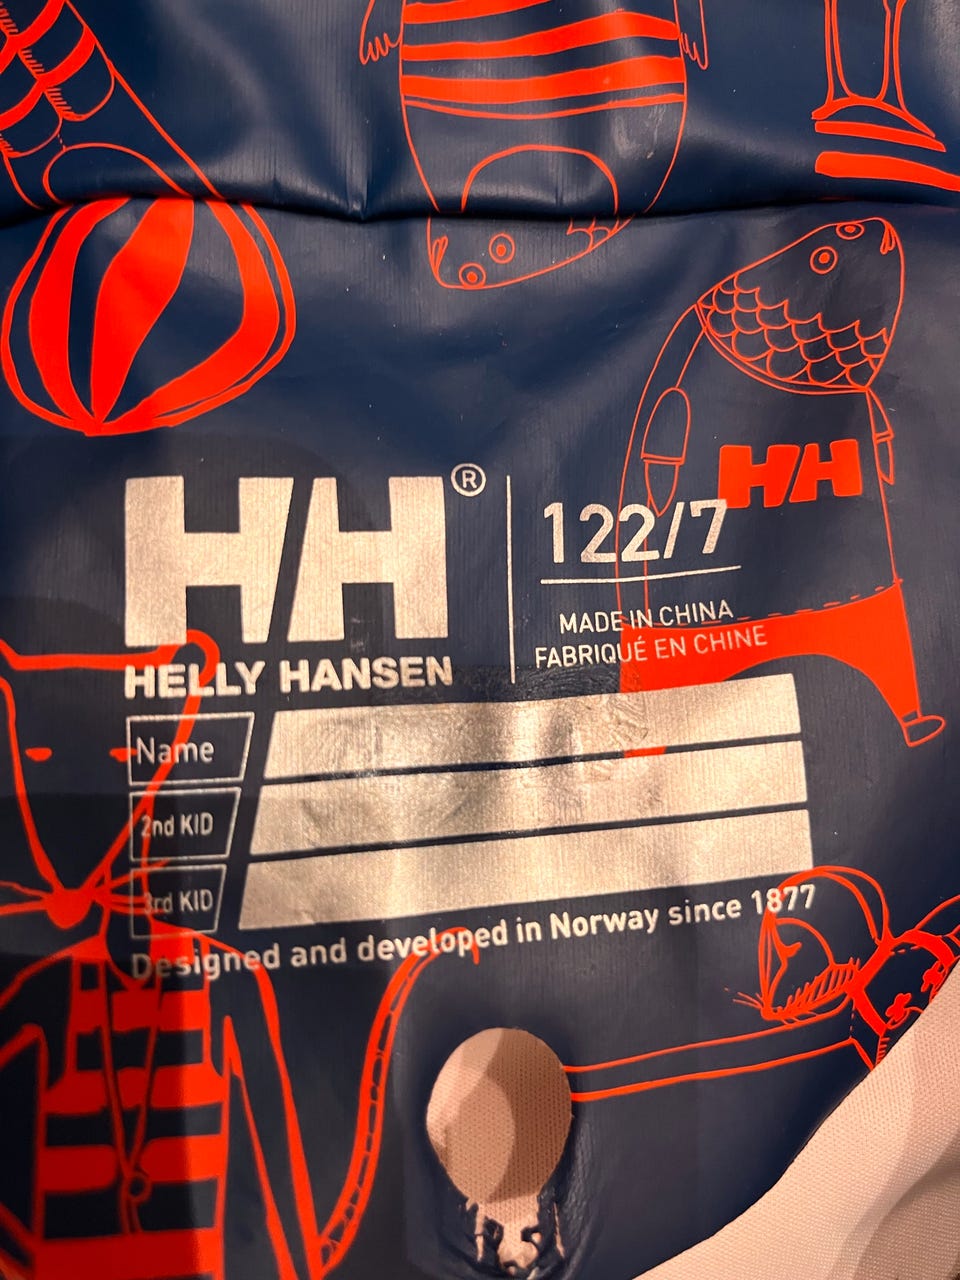 HH
HH®
122/7
MADE IN CHINA
FABRIQUÉ EN CHINE
HELLY HANSEN
Name
2nd KID
3rd KID
Designed and developed in Norway since 1877